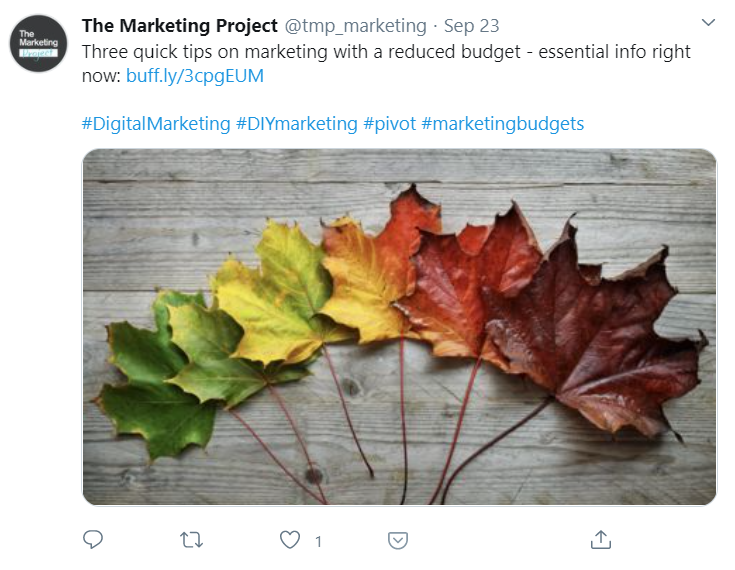 The
Marketing
Project
The Marketing Project @tmp_marketing · Sep 23
Three quick tips on marketing with a reduced budget - essential info right
now: buff.ly/3cpgEUM
#DigitalMarketing #DIYmarketing #pivot #marketingbudgets
1